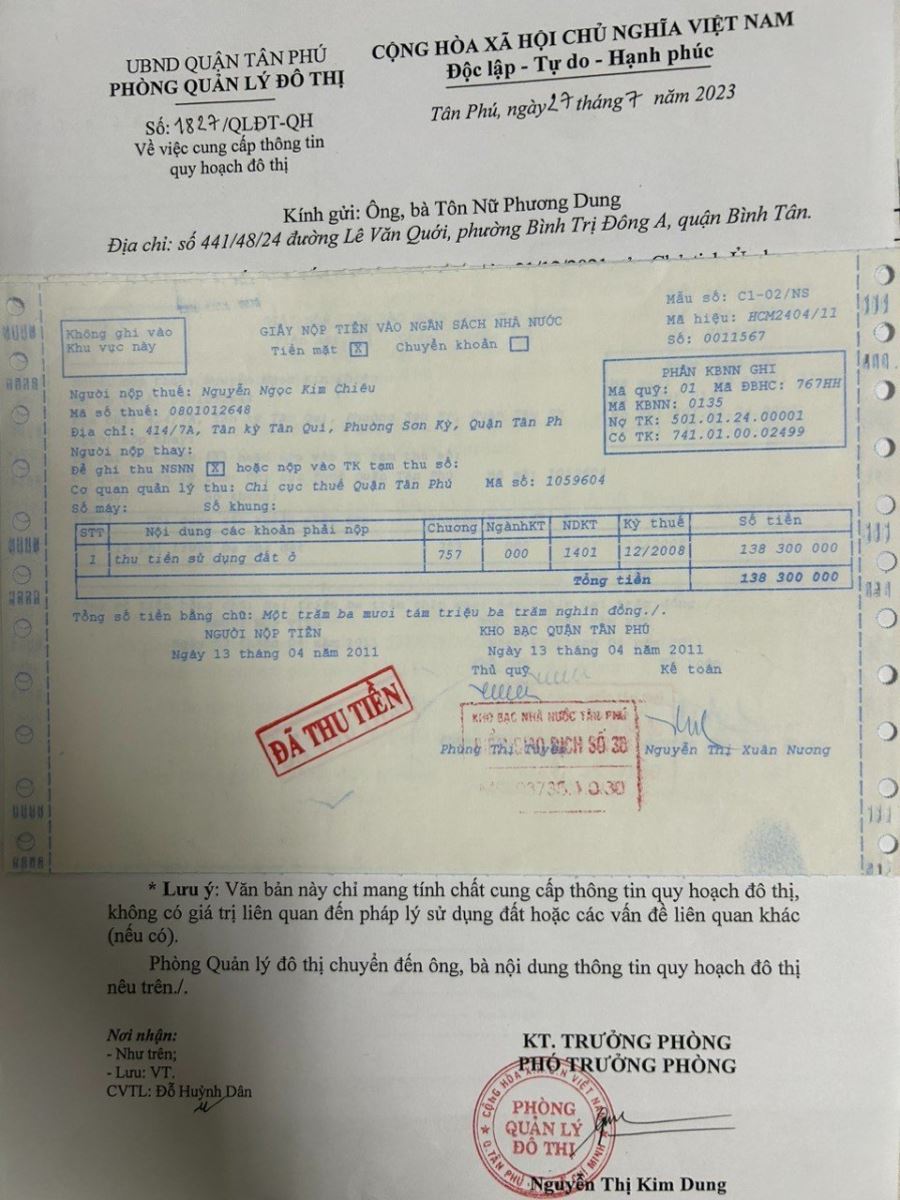 UBND QUẬN TÂN PHÚ
PHÒNG QUẢN LÝ ĐÔ THỊ
CỘNG HÒA XÃ HỘI CHỦ NGHĨA VIỆT NAM
Độc lập - Tự do - Hạnh phúc
Số: 1827/QLĐT-QH
Về việc cung cấp thông tin
quy hoạch đô thị
Tân Phú, ngày 27 tháng 7 năm 2023
Kính gửi: Ông, bà Tôn Nữ Phương Dung
Địa chỉ: số 441/48/24 đường Lê Văn Quới, phường Bình Trị Đông A, quận Bình Tân.
Không ghi vào
Khu vực này
GIẤY NỘP TIỀN VÀO NGÂN SÁCH NHÀ NƯỚC
Tiền mặt [X] Chuyển khoản
Mẫu số: C1-02/NS
Mã hiệu: HCM2404/11
Số: 0011567
Người nộp thuế: Nguyễn Ngọc Kim Chiêu
Mã số thuế: 0801012648
Địa chỉ: 414/7A, Tân kỳ Tân Quí, Phường Sơn Kỳ, Quận Tân Ph
Người nộp thay:
Để ghi thu NSNN [X] hoặc nộp vào TK tạm thu số:
Cơ quan quản lý thu: Chi cục thuế Quận Tân Phú Mã số: 1059604
Số máy: Số khung:
PHẦN KBNN GHI
Mã quỹ: 01 Mã ĐBHC: 767HH
Mã KBNN: 0135
Nợ TK: 501.01.24.00001
Có TK: 741.01.00.02499
STT Nội dung các khoản phải nộp Chương NgànhKT NDKT Kỳ thuế Số tiền
1 thu tiền sử dụng đất ở 757 000 1401 12/2008 138 300 000
Tổng tiền 138 300 000
Tổng số tiền bằng chữ: Một trăm ba mươi tám triệu ba trăm nghìn đồng./.
NGƯỜI NỘP TIỀN
Ngày 13 tháng 04 năm 2011
KHO BẠC QUẬN TÂN PHÚ
Ngày 13 tháng 04 năm 2011
Thủ quỹ Kế toán
ĐÃ THU TIỀN
KHO BẠC NHÀ NƯỚC TÂN PHÚ
GIAO DỊCH SỐ 30
Phùng Thị Tuyến Nguyễn Thị Xuân Nương
* Lưu ý: Văn bản này chỉ mang tính chất cung cấp thông tin quy hoạch đô thị,
không có giá trị liên quan đến pháp lý sử dụng đất hoặc các vấn đề liên quan khác
(nếu có).
Phòng Quản lý đô thị chuyển đến ông, bà nội dung thông tin quy hoạch đô thị
nêu trên./.
Nơi nhận:
- Như trên;
- Lưu: VT.
CVTL: Đỗ Huỳnh Dân
KT. TRƯỞNG PHÒNG
PHÓ TRƯỞNG PHÒNG
PHÒNG
QUẢN LÝ
ĐÔ THỊ
Nguyễn Thị Kim Dung